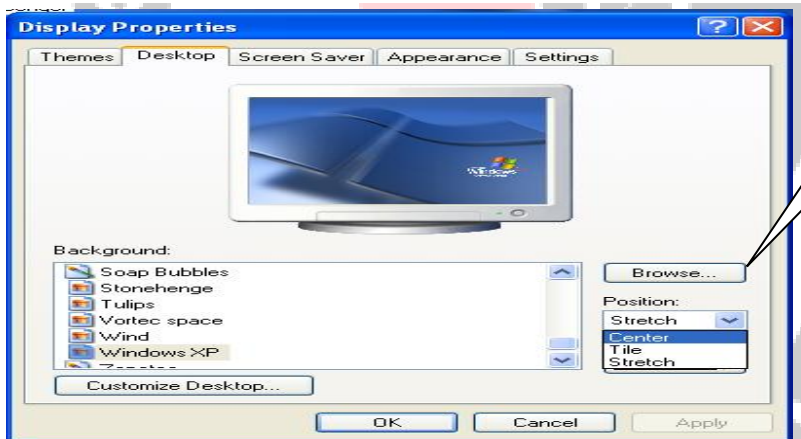 Display Properties
Themes Desktop Screen Saver Appearance Settings
Windows
Background:
Soap Bubbles
Stonehenge
Tulips
Vortec space
Wind
Windows XP
Browse...
Position:
Stretch
Center
Tile
Stretch
Customize Desktop...
OK Cancel Apply